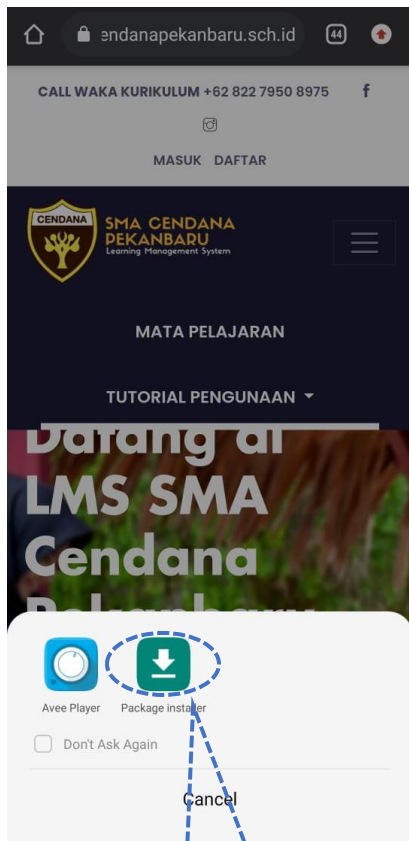 endanapekanbaru.sch.id
44
CALL WAKA KURIKULUM +62 822 7950 8975
MASUK DAFTAR
CENDANA
SMA CENDANA
PEKANBARU
Learning Management System
MATA PELAJARAN
TUTORIAL PENGUNAAN
Datang di
LMS SMA
Cendana
Pekanbaru
Avee Player
Package installer
Don't Ask Again
Cancel